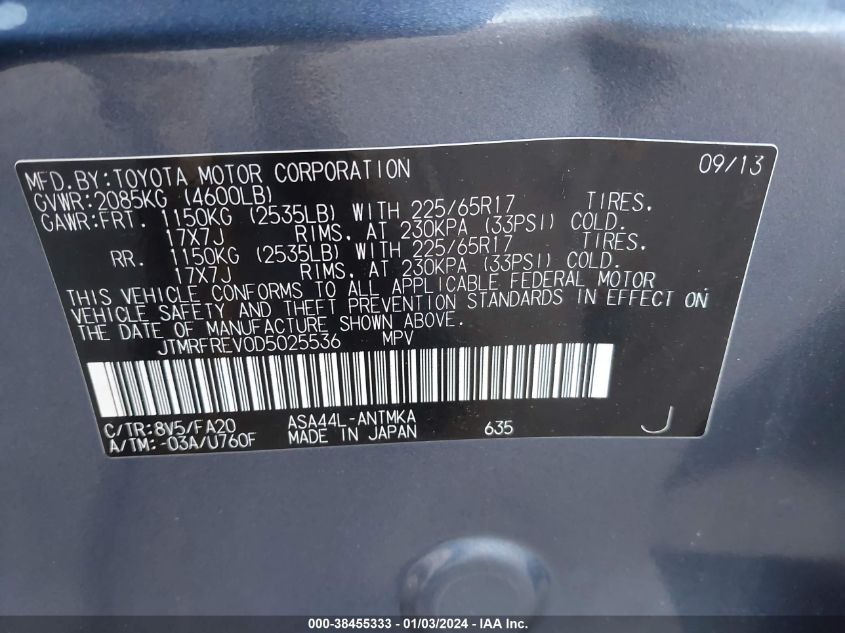 MFD.BY:TOYOTA MOTOR CORPORATION 09/13
GVWR:2085KG (4600LB)
GAWR:FRT. 1150KG (2535LB) WITH 225/65R17 TIRES.
17X7J RIMS, AT 230KPA (33PSI) COLD.
RR. 1150KG (2535LB) WITH 225/65R17 TIRES.
17X7J RIMS, AT 230KPA (33PSI) COLD.
THIS VEHICLE CONFORMS TO ALL APPLICABLE FEDERAL MOTOR
VEHICLE SAFETY AND THEFT PREVENTION STANDARDS IN EFFECT ON
THE DATE OF MANUFACTURE SHOWN ABOVE.
JTMRFREV0D5025536 MPV
C/TR:8V5/FA20 ASA44L-ANTMKA
A/TM:-03A/U760F MADE IN JAPAN 635 J
000-38455333 - 01/03/2024 - IAA Inc.